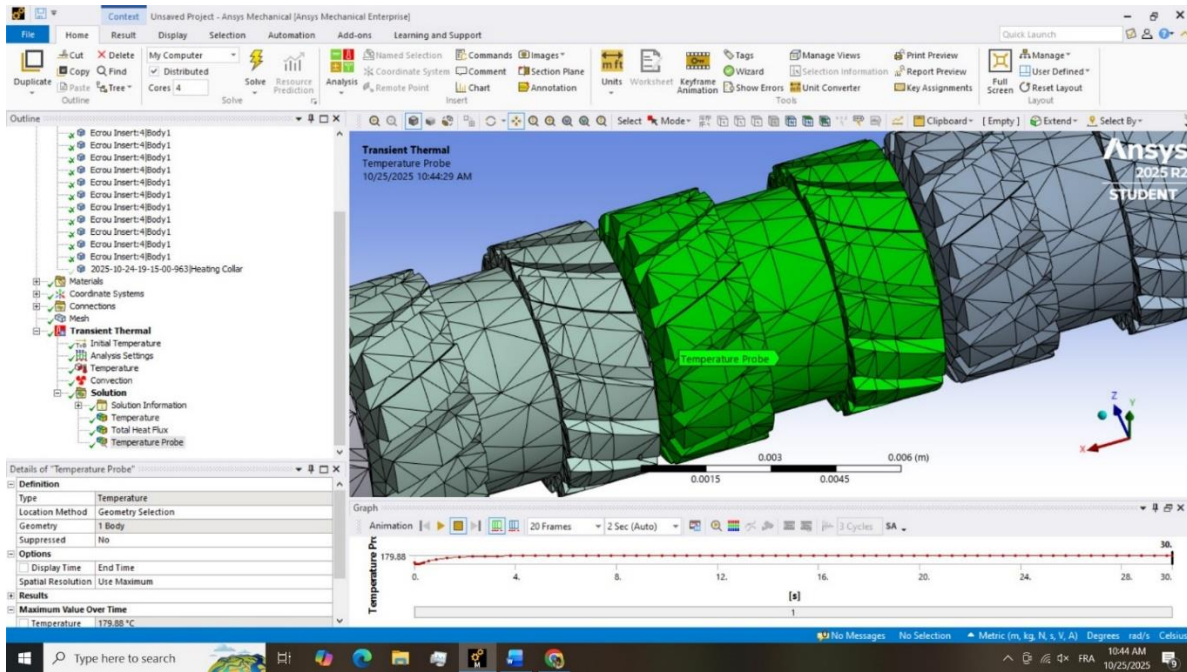 Context Unsaved Project - Ansys Mechanical [Ansys Mechanical Enterprise]
File Home Result Display Selection Automation Add-ons Learning and Support Quick Launch
Duplicate Cut Copy Paste Delete Find Tree
Outline
My Computer
Distributed
Cores 4
Solve Resource Prediction
Solve
Analysis Named Selection Coordinate System Remote Point Commands Comment Chart Images Section Plane Annotation
Insert
Units Worksheet Keyframe Animation Tags Wizard Show Errors Manage Views Selection Information Unit Converter Print Preview Report Preview Key Assignments
Tools
Full Screen Manage User Defined Reset Layout
Layout
Outline
Select Mode Clipboard [ Empty ] Extend Select By
Ecrou Insert:4|Body1
Ecrou Insert:4|Body1
Ecrou Insert:4|Body1
Ecrou Insert:4|Body1
Ecrou Insert:4|Body1
Ecrou Insert:4|Body1
Ecrou Insert:4|Body1
Ecrou Insert:4|Body1
Ecrou Insert:4|Body1
Ecrou Insert:4|Body1
Ecrou Insert:4|Body1
2025-10-24-19-15-00-963|Heating Collar
Materials
Coordinate Systems
Connections
Mesh
Transient Thermal
Initial Temperature
Analysis Settings
Temperature
Convection
Solution
Solution Information
Temperature
Total Heat Flux
Temperature Probe
Transient Thermal
Temperature Probe
10/25/2025 10:44:29 AM
Ansys
2025 R2
STUDENT
Temperature Probe
Z
Y
X
0.003 0.006 (m)
0.0015 0.0045
Details of "Temperature Probe"
Definition
Type Temperature
Location Method Geometry Selection
Geometry 1 Body
Suppressed No
Options
Display Time End Time
Spatial Resolution Use Maximum
Results
Maximum Value Over Time
Temperature 179.88 °C
Graph
Animation 20 Frames 2 Sec (Auto) 3 Cycles SA
Temperature Pr
179.88
30.
0. 4. 8. 12. 16. 20. 24. 28. 30.
[s]
1
No Messages No Selection Metric (m, kg, N, s, V, A) Degrees rad/s Celsius
Type here to search
FRA
10:44 AM
10/25/2025
9